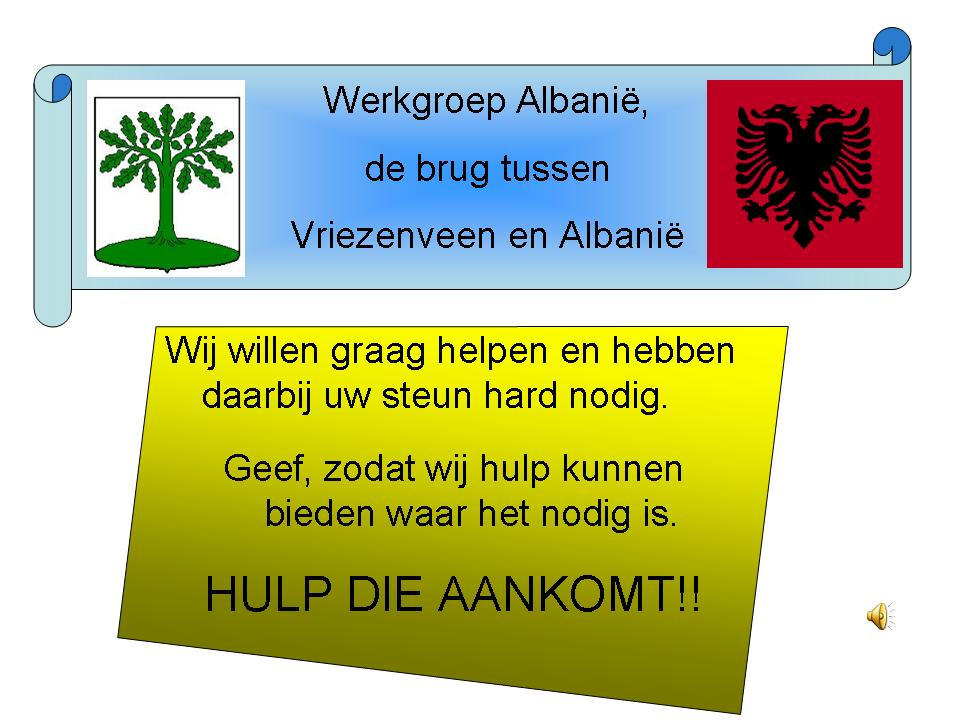 Werkgroep Albanië,
de brug tussen
Vriezenveen en Albanië
Wij willen graag helpen en hebben
daarbij uw steun hard nodig.
Geef, zodat wij hulp kunnen
bieden waar het nodig is.
HULP DIE AANKOMT!!